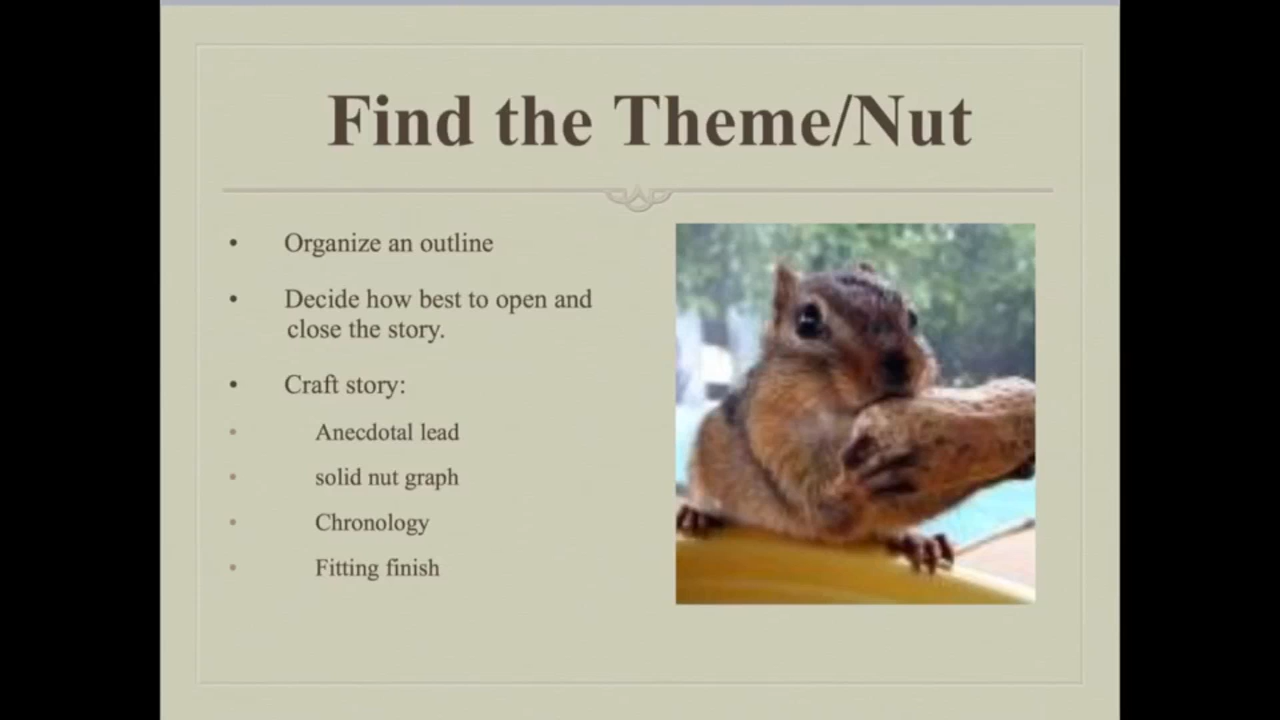 Find the Theme/Nut
• Organize an outline
• Decide how best to open and
close the story.
• Craft story:
• Anecdotal lead
• solid nut graph
• Chronology
• Fitting finish